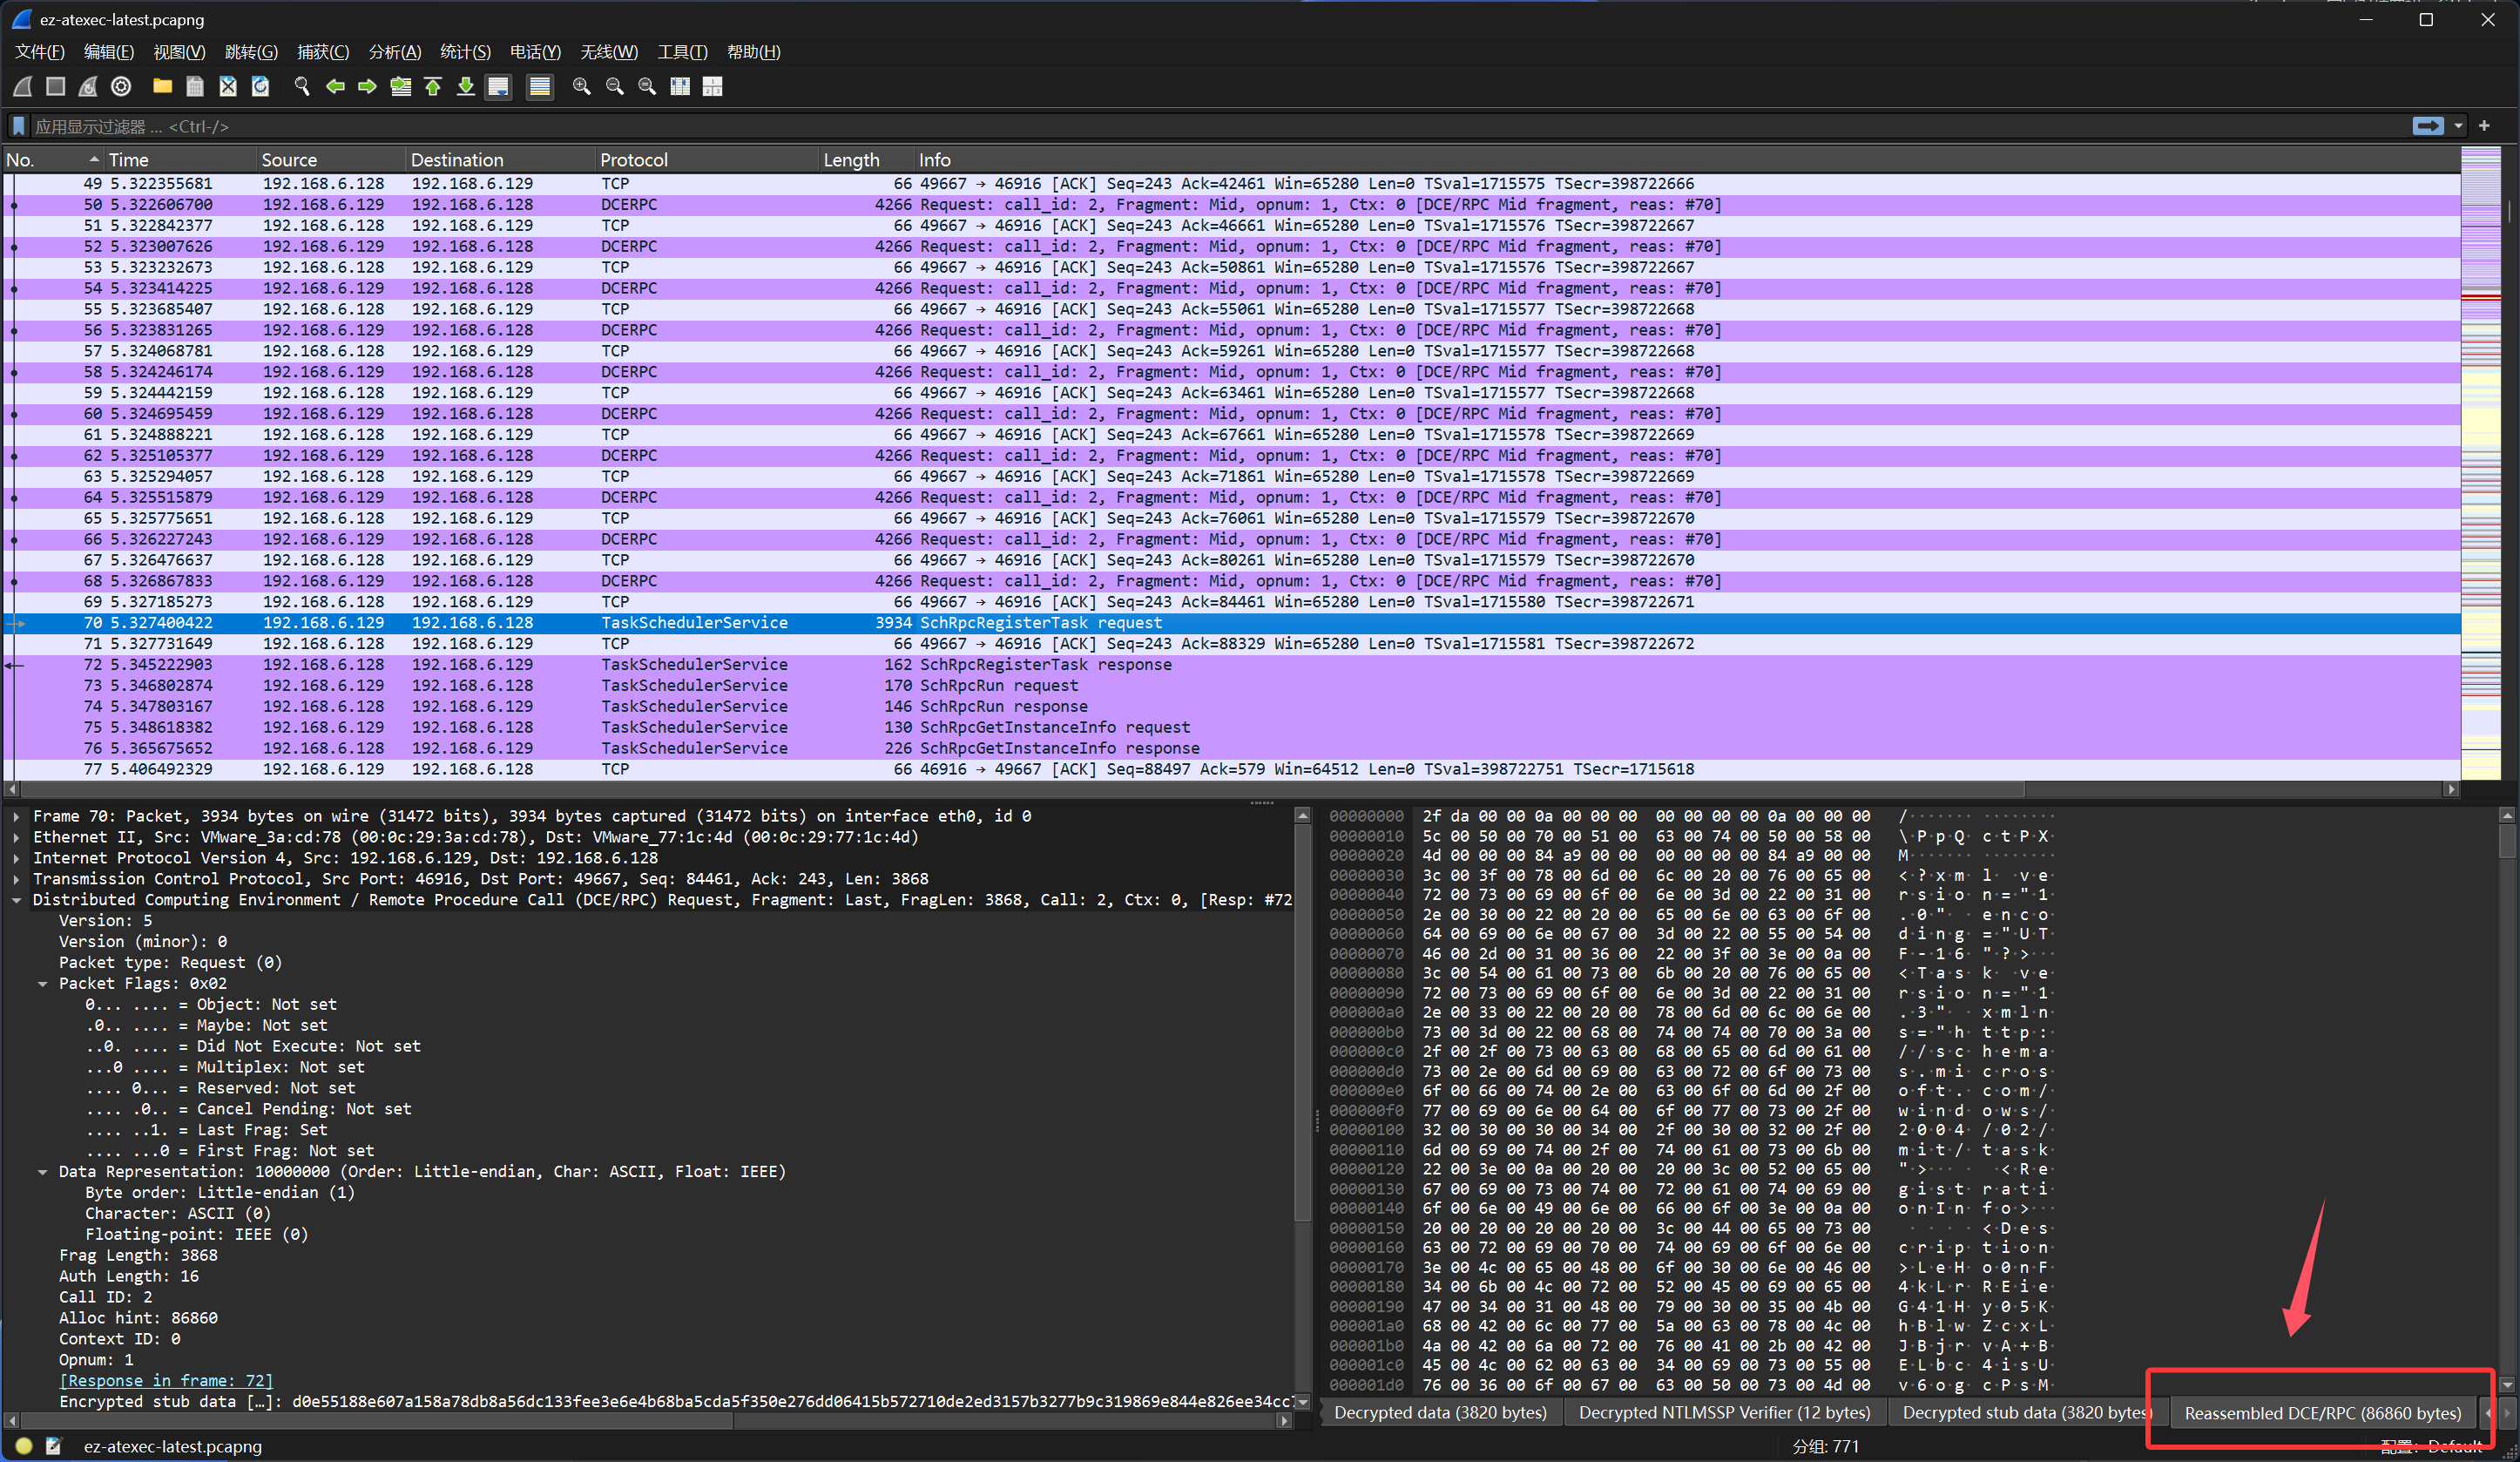 ez-atexec-latest.pcapng
文件(F) 编辑(E) 视图(V) 跳转(G) 捕获(C) 分析(A) 统计(S) 电话(Y) 无线(W) 工具(T) 帮助(H)
应用显示过滤器 … <Ctrl-/>
No. Time Source Destination Protocol Length Info
49 5.322355681 192.168.6.128 192.168.6.129 TCP 66 49667 → 46916 [ACK] Seq=243 Ack=42461 Win=65280 Len=0 TSval=1715575 TSecr=398722666
50 5.322606700 192.168.6.129 192.168.6.128 DCERPC 4266 Request: call_id: 2, Fragment: Mid, opnum: 1, Ctx: 0 [DCE/RPC Mid fragment, reas: #70]
51 5.322842377 192.168.6.128 192.168.6.129 TCP 66 49667 → 46916 [ACK] Seq=243 Ack=46661 Win=65280 Len=0 TSval=1715576 TSecr=398722667
52 5.323007626 192.168.6.129 192.168.6.128 DCERPC 4266 Request: call_id: 2, Fragment: Mid, opnum: 1, Ctx: 0 [DCE/RPC Mid fragment, reas: #70]
53 5.323232673 192.168.6.128 192.168.6.129 TCP 66 49667 → 46916 [ACK] Seq=243 Ack=50861 Win=65280 Len=0 TSval=1715576 TSecr=398722667
54 5.323414225 192.168.6.129 192.168.6.128 DCERPC 4266 Request: call_id: 2, Fragment: Mid, opnum: 1, Ctx: 0 [DCE/RPC Mid fragment, reas: #70]
55 5.323685407 192.168.6.128 192.168.6.129 TCP 66 49667 → 46916 [ACK] Seq=243 Ack=55061 Win=65280 Len=0 TSval=1715577 TSecr=398722668
56 5.323831265 192.168.6.129 192.168.6.128 DCERPC 4266 Request: call_id: 2, Fragment: Mid, opnum: 1, Ctx: 0 [DCE/RPC Mid fragment, reas: #70]
57 5.324068781 192.168.6.128 192.168.6.129 TCP 66 49667 → 46916 [ACK] Seq=243 Ack=59261 Win=65280 Len=0 TSval=1715577 TSecr=398722668
58 5.324246174 192.168.6.129 192.168.6.128 DCERPC 4266 Request: call_id: 2, Fragment: Mid, opnum: 1, Ctx: 0 [DCE/RPC Mid fragment, reas: #70]
59 5.324442159 192.168.6.128 192.168.6.129 TCP 66 49667 → 46916 [ACK] Seq=243 Ack=63461 Win=65280 Len=0 TSval=1715577 TSecr=398722668
60 5.324695459 192.168.6.129 192.168.6.128 DCERPC 4266 Request: call_id: 2, Fragment: Mid, opnum: 1, Ctx: 0 [DCE/RPC Mid fragment, reas: #70]
61 5.324888221 192.168.6.128 192.168.6.129 TCP 66 49667 → 46916 [ACK] Seq=243 Ack=67661 Win=65280 Len=0 TSval=1715578 TSecr=398722669
62 5.325105377 192.168.6.129 192.168.6.128 DCERPC 4266 Request: call_id: 2, Fragment: Mid, opnum: 1, Ctx: 0 [DCE/RPC Mid fragment, reas: #70]
63 5.325294057 192.168.6.128 192.168.6.129 TCP 66 49667 → 46916 [ACK] Seq=243 Ack=71861 Win=65280 Len=0 TSval=1715578 TSecr=398722669
64 5.325515879 192.168.6.129 192.168.6.128 DCERPC 4266 Request: call_id: 2, Fragment: Mid, opnum: 1, Ctx: 0 [DCE/RPC Mid fragment, reas: #70]
65 5.325775651 192.168.6.128 192.168.6.129 TCP 66 49667 → 46916 [ACK] Seq=243 Ack=76061 Win=65280 Len=0 TSval=1715579 TSecr=398722670
66 5.326227243 192.168.6.129 192.168.6.128 DCERPC 4266 Request: call_id: 2, Fragment: Mid, opnum: 1, Ctx: 0 [DCE/RPC Mid fragment, reas: #70]
67 5.326476637 192.168.6.128 192.168.6.129 TCP 66 49667 → 46916 [ACK] Seq=243 Ack=80261 Win=65280 Len=0 TSval=1715579 TSecr=398722670
68 5.326867833 192.168.6.129 192.168.6.128 DCERPC 4266 Request: call_id: 2, Fragment: Mid, opnum: 1, Ctx: 0 [DCE/RPC Mid fragment, reas: #70]
69 5.327185273 192.168.6.128 192.168.6.129 TCP 66 49667 → 46916 [ACK] Seq=243 Ack=84461 Win=65280 Len=0 TSval=1715580 TSecr=398722671
70 5.327400422 192.168.6.129 192.168.6.128 TaskSchedulerService 3934 SchRpcRegisterTask request
71 5.327731649 192.168.6.128 192.168.6.129 TCP 66 49667 → 46916 [ACK] Seq=243 Ack=88329 Win=65280 Len=0 TSval=1715581 TSecr=398722672
72 5.345222903 192.168.6.128 192.168.6.129 TaskSchedulerService 162 SchRpcRegisterTask response
73 5.346802874 192.168.6.129 192.168.6.128 TaskSchedulerService 170 SchRpcRun request
74 5.347803167 192.168.6.128 192.168.6.129 TaskSchedulerService 146 SchRpcRun response
75 5.348618382 192.168.6.129 192.168.6.128 TaskSchedulerService 130 SchRpcGetInstanceInfo request
76 5.365675652 192.168.6.128 192.168.6.129 TaskSchedulerService 226 SchRpcGetInstanceInfo response
77 5.406492329 192.168.6.129 192.168.6.128 TCP 66 46916 → 49667 [ACK] Seq=88497 Ack=579 Win=64512 Len=0 TSval=398722751 TSecr=1715618
Frame 70: Packet, 3934 bytes on wire (31472 bits), 3934 bytes captured (31472 bits) on interface eth0, id 0
Ethernet II, Src: VMware_3a:cd:78 (00:0c:29:3a:cd:78), Dst: VMware_77:1c:4d (00:0c:29:77:1c:4d)
Internet Protocol Version 4, Src: 192.168.6.129, Dst: 192.168.6.128
Transmission Control Protocol, Src Port: 46916, Dst Port: 49667, Seq: 84461, Ack: 243, Len: 3868
Distributed Computing Environment / Remote Procedure Call (DCE/RPC) Request, Fragment: Last, FragLen: 3868, Call: 2, Ctx: 0, [Resp: #72
Version: 5
Version (minor): 0
Packet type: Request (0)
Packet Flags: 0x02
0... .... = Object: Not set
.0.. .... = Maybe: Not set
..0. .... = Did Not Execute: Not set
...0 .... = Multiplex: Not set
.... 0... = Reserved: Not set
.... .0.. = Cancel Pending: Not set
.... ..1. = Last Frag: Set
.... ...0 = First Frag: Not set
Data Representation: 10000000 (Order: Little-endian, Char: ASCII, Float: IEEE)
Byte order: Little-endian (1)
Character: ASCII (0)
Floating-point: IEEE (0)
Frag Length: 3868
Auth Length: 16
Call ID: 2
Alloc hint: 86860
Context ID: 0
Opnum: 1
[Response in frame: 72]
Encrypted stub data […]: d0e55188e607a158a78db8a56dc133fee3e6e4b68ba5cda5f350e276dd06415b572710de2ed3157b3277b9c319869e844e826ee34cc
00000000 2f da 00 00 0a 00 00 00 00 00 00 00 0a 00 00 00 /······· ········
00000010 5c 00 50 00 70 00 51 00 63 00 74 00 50 00 58 00 \·P·p·Q· c·t·P·X·
00000020 4d 00 00 00 84 a9 00 00 00 00 00 00 84 a9 00 00 M······· ········
00000030 3c 00 3f 00 78 00 6d 00 6c 00 20 00 76 00 65 00 <·?·x·m· l· ·v·e·
00000040 72 00 73 00 69 00 6f 00 6e 00 3d 00 22 00 31 00 r·s·i·o· n·=·"·1·
00000050 2e 00 30 00 22 00 20 00 65 00 6e 00 63 00 6f 00 .·0·"· · e·n·c·o·
00000060 64 00 69 00 6e 00 67 00 3d 00 22 00 55 00 54 00 d·i·n·g· =·"·U·T·
00000070 46 00 2d 00 31 00 36 00 22 00 3f 00 3e 00 0a 00 F·-·1·6· "·?·>···
00000080 3c 00 54 00 61 00 73 00 6b 00 20 00 76 00 65 00 <·T·a·s· k· ·v·e·
00000090 72 00 73 00 69 00 6f 00 6e 00 3d 00 22 00 31 00 r·s·i·o· n·=·"·1·
000000a0 2e 00 33 00 22 00 20 00 78 00 6d 00 6c 00 6e 00 .·3·"· · x·m·l·n·
000000b0 73 00 3d 00 22 00 68 00 74 00 74 00 70 00 3a 00 s·=·"·h· t·t·p·:·
000000c0 2f 00 2f 00 73 00 63 00 68 00 65 00 6d 00 61 00 /·/·s·c· h·e·m·a·
000000d0 73 00 2e 00 6d 00 69 00 63 00 72 00 6f 00 73 00 s·.·m·i· c·r·o·s·
000000e0 6f 00 66 00 74 00 2e 00 63 00 6f 00 6d 00 2f 00 o·f·t·.· c·o·m·/·
000000f0 77 00 69 00 6e 00 64 00 6f 00 77 00 73 00 2f 00 w·i·n·d· o·w·s·/·
00000100 32 00 30 00 30 00 34 00 2f 00 30 00 32 00 2f 00 2·0·0·4· /·0·2·/·
00000110 6d 00 69 00 74 00 2f 00 74 00 61 00 73 00 6b 00 m·i·t·/· t·a·s·k·
00000120 22 00 3e 00 0a 00 20 00 20 00 3c 00 52 00 65 00 "·>··· · ·<·R·e·
00000130 67 00 69 00 73 00 74 00 72 00 61 00 74 00 69 00 g·i·s·t· r·a·t·i·
00000140 6f 00 6e 00 49 00 6e 00 66 00 6f 00 3e 00 0a 00 o·n·I·n· f·o·>···
00000150 20 00 20 00 20 00 20 00 3c 00 44 00 65 00 73 00 · · · · <·D·e·s·
00000160 63 00 72 00 69 00 70 00 74 00 69 00 6f 00 6e 00 c·r·i·p· t·i·o·n·
00000170 3e 00 4c 00 65 00 48 00 6f 00 30 00 6e 00 46 00 >·L·e·H· o·0·n·F·
00000180 34 00 6b 00 4c 00 72 00 52 00 45 00 69 00 65 00 4·k·L·r· R·E·i·e·
00000190 47 00 34 00 31 00 48 00 79 00 30 00 35 00 4b 00 G·4·1·H· y·0·5·K·
000001a0 68 00 42 00 6c 00 77 00 5a 00 63 00 78 00 4c 00 h·B·l·w· Z·c·x·L·
000001b0 4a 00 42 00 6a 00 72 00 76 00 41 00 2b 00 42 00 J·B·j·r· v·A·+·B·
000001c0 45 00 4c 00 62 00 63 00 34 00 69 00 73 00 55 00 E·L·b·c· 4·i·s·U·
000001d0 76 00 36 00 6f 00 67 00 63 00 50 00 73 00 4d 00 v·6·o·g· c·P·s·M·
Decrypted data (3820 bytes) Decrypted NTLMSSP Verifier (12 bytes) Decrypted stub data (3820 bytes) Reassembled DCE/RPC (86860 bytes)
ez-atexec-latest.pcapng 分组: 771 配置: Default